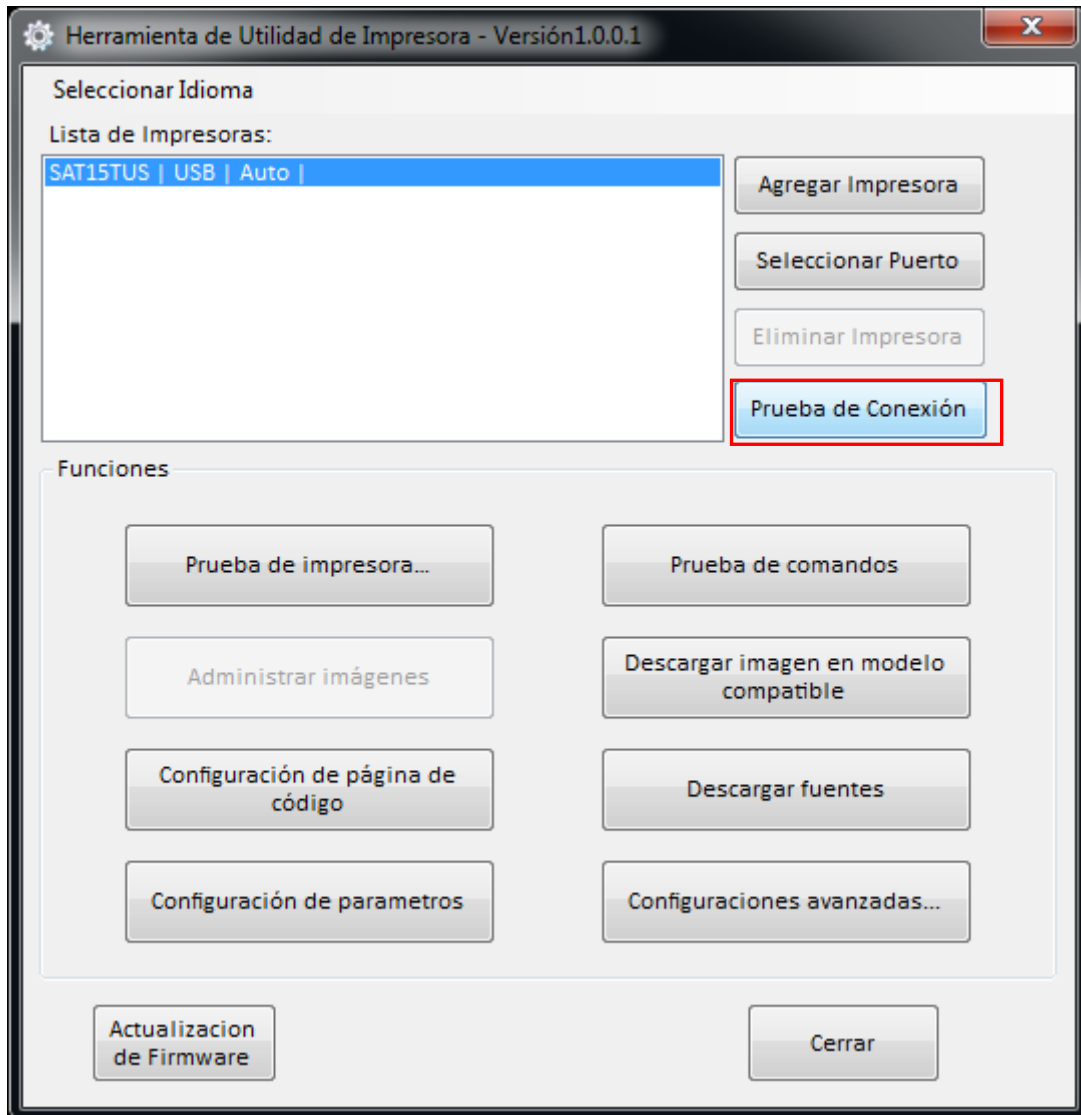 Herramienta de Utilidad de Impresora - Versión1.0.0.1
Seleccionar Idioma
Lista de Impresoras:
SAT15TUS | USB | Auto |
Agregar Impresora
Seleccionar Puerto
Eliminar Impresora
Prueba de Conexión
Funciones
Prueba de impresora...
Prueba de comandos
Administrar imágenes
Descargar imagen en modelo
compatible
Configuración de página de
código
Descargar fuentes
Configuración de parametros
Configuraciones avanzadas...
Actualizacion
de Firmware
Cerrar